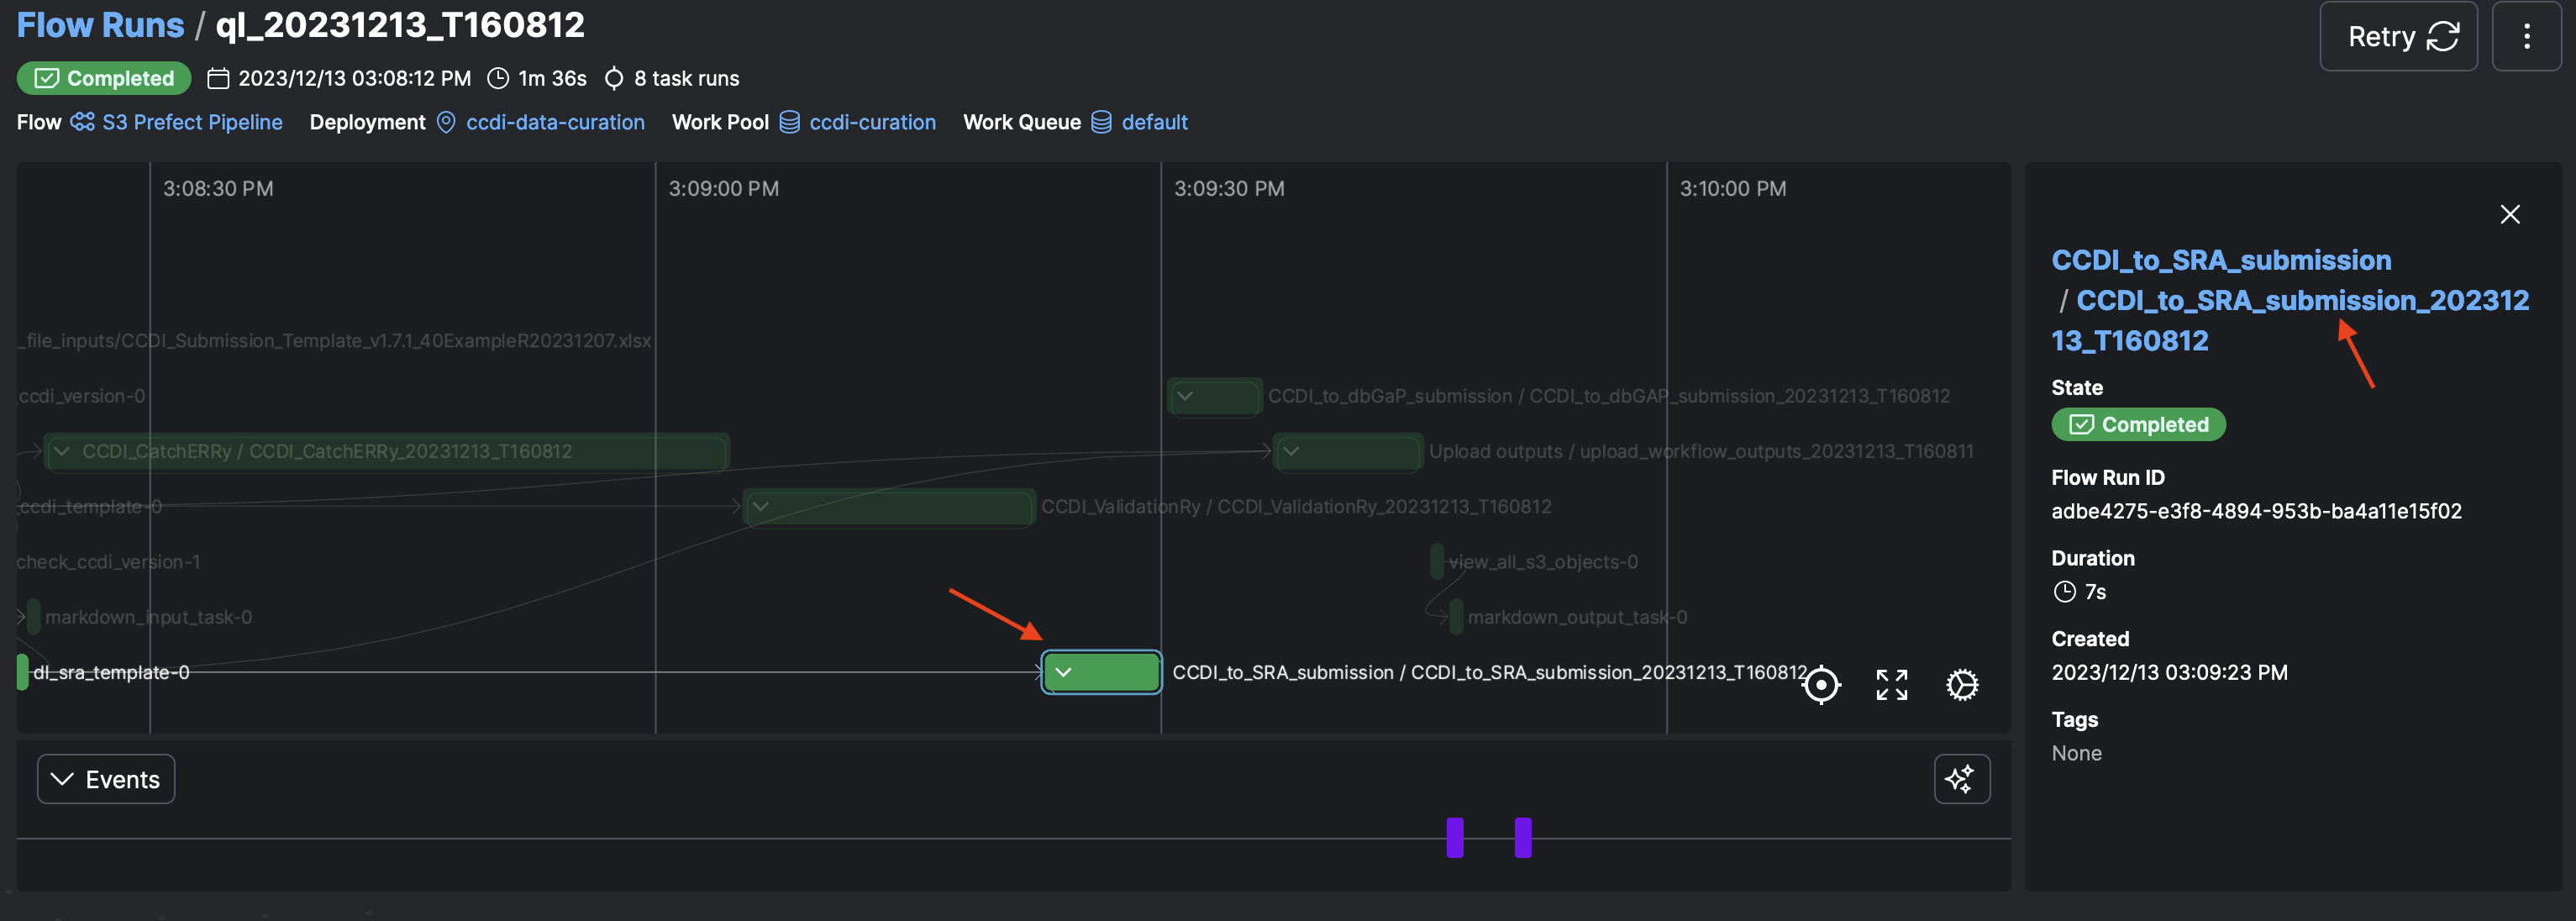 Flow Runs / ql_20231213_T160812
Retry
Completed 2023/12/13 03:08:12 PM 1m 36s 8 task runs
Flow S3 Prefect Pipeline Deployment ccdi-data-curation Work Pool ccdi-curation Work Queue default
3:08:30 PM 3:09:00 PM 3:09:30 PM 3:10:00 PM
_file_inputs/CCDI_Submission_Template_v1.7.1_40ExampleR20231207.xlsx
ccdi_version-0
CCDI_to_dbGaP_submission / CCDI_to_dbGAP_submission_20231213_T160812
CCDI_CatchERRy / CCDI_CatchERRy_20231213_T160812
Upload outputs / upload_workflow_outputs_20231213_T160811
ccdi_template-0
CCDI_ValidationRy / CCDI_ValidationRy_20231213_T160812
check_ccdi_version-1
view_all_s3_objects-0
markdown_input_task-0
markdown_output_task-0
dl_sra_template-0
CCDI_to_SRA_submission / CCDI_to_SRA_submission_20231213_T160812
Events
CCDI_to_SRA_submission
/ CCDI_to_SRA_submission_202312
13_T160812
State
Completed
Flow Run ID
adbe4275-e3f8-4894-953b-ba4a11e15f02
Duration
7s
Created
2023/12/13 03:09:23 PM
Tags
None